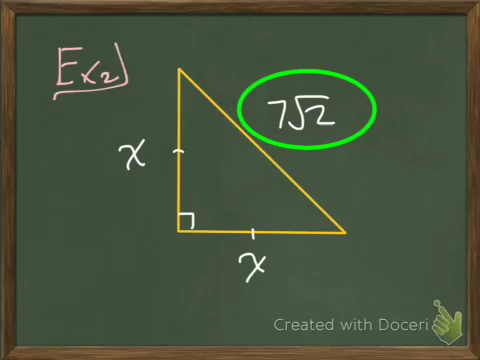 Ex2)
7√2
x
x
Created with Doceri